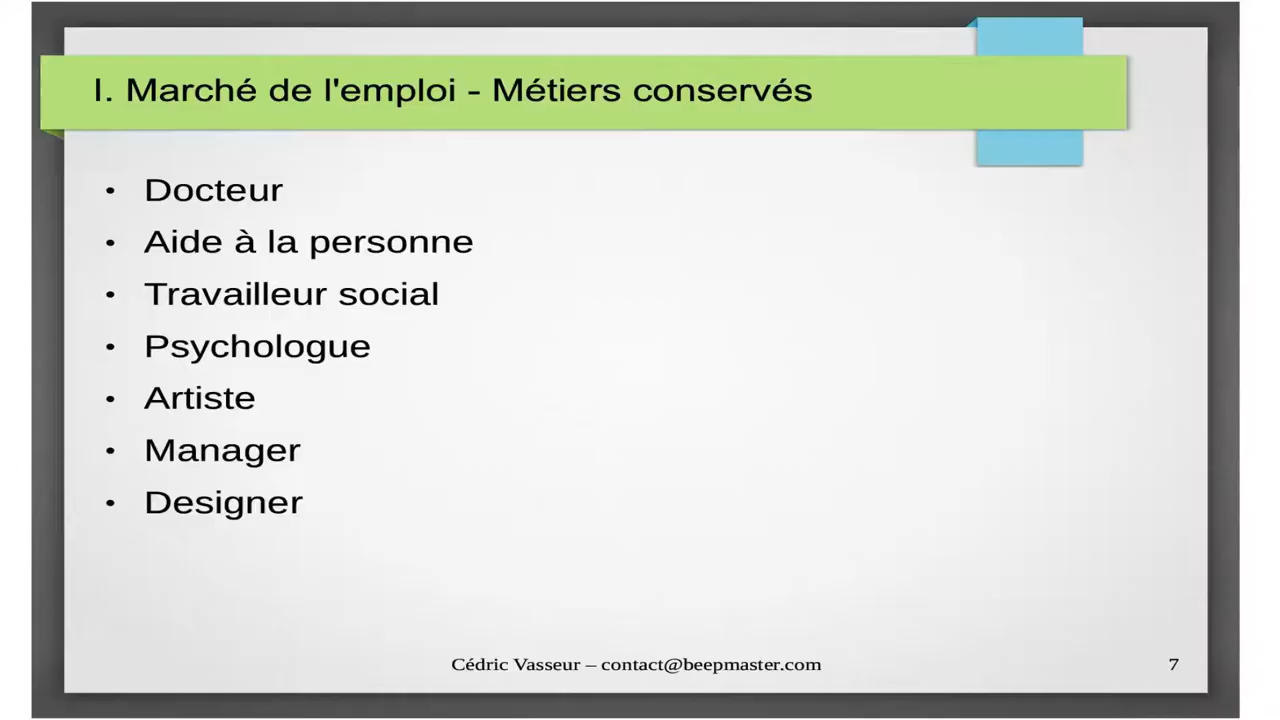 I. Marché de l'emploi - Métiers conservés
• Docteur
• Aide à la personne
• Travailleur social
• Psychologue
• Artiste
• Manager
• Designer
Cédric Vasseur – contact@beepmaster.com
7